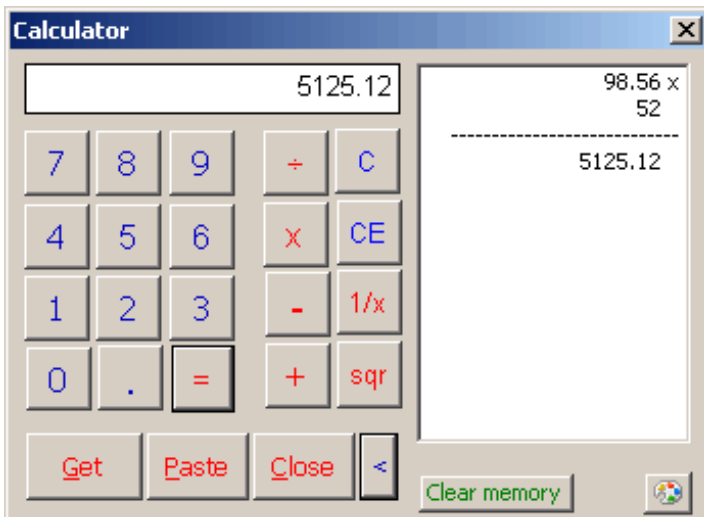 Calculator
5125.12
7 8 9 ÷ C
4 5 6 x CE
1 2 3 - 1/x
0 . = + sqr
Get Paste Close <
98.56 x
52
----------------------------
5125.12
Clear memory